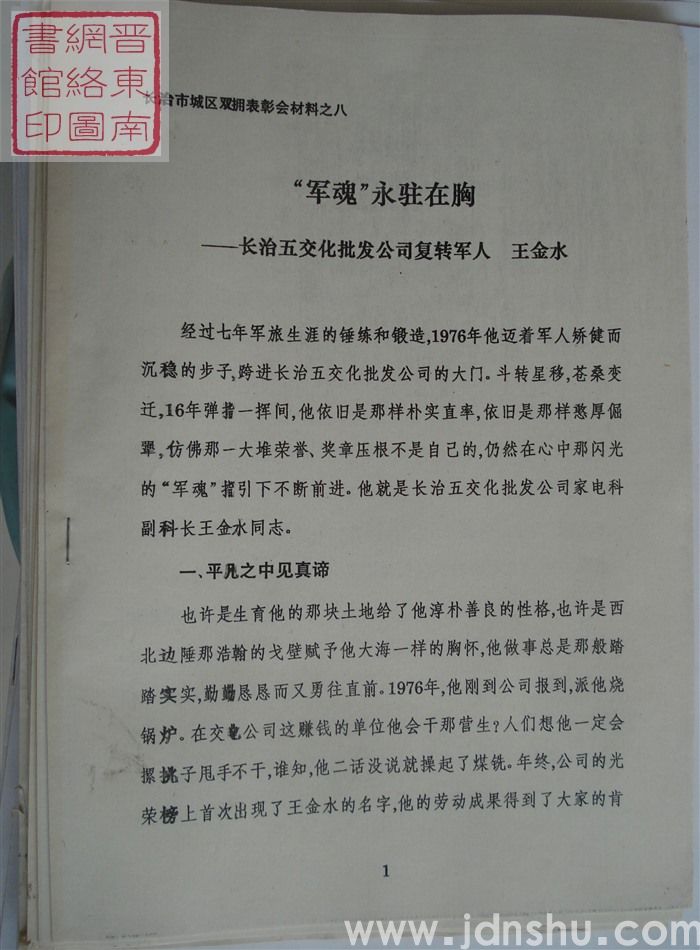 晋東南
網絡圖
書館印
长治市城区双拥表彰会材料之八
“军魂”永驻在胸
——长治五交化批发公司复转军人 王金水
经过七年军旅生涯的锤练和锻造,1976年他迈着军人矫健而
沉稳的步子,跨进长治五交化批发公司的大门。斗转星移,苍桑变
迁,16年弹指一挥间,他依旧是那样朴实直率,依旧是那样憨厚倔
犟,仿佛那一大堆荣誉、奖章压根不是自己的,仍然在心中那闪光
的“军魂”指引下不断前进。他就是长治五交化批发公司家电科
副科长王金水同志。
一、平凡之中见真谛
也许是生育他的那块土地给了他淳朴善良的性格,也许是西
北边陲那浩翰的戈壁赋予他大海一样的胸怀,他做事总是那般踏
踏实实,勤勤恳恳而又勇往直前。1976年,他刚到公司报到,派他烧
锅炉。在交电公司这赚钱的单位他会干那营生?人们想他一定会
摞挑子甩手不干,谁知,他二话没说就操起了煤铣。年终,公司的光
荣榜上首次出现了王金水的名字,他的劳动成果得到了大家的肯
1
www.jdnshu.com